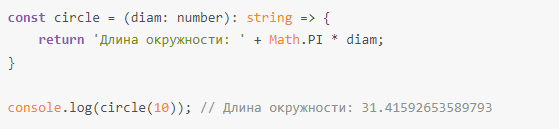 const circle = (diam: number): string => {
    return 'Длина окружности: ' + Math.PI * diam;
}
console.log(circle(10)); // Длина окружности: 31.41592653589793